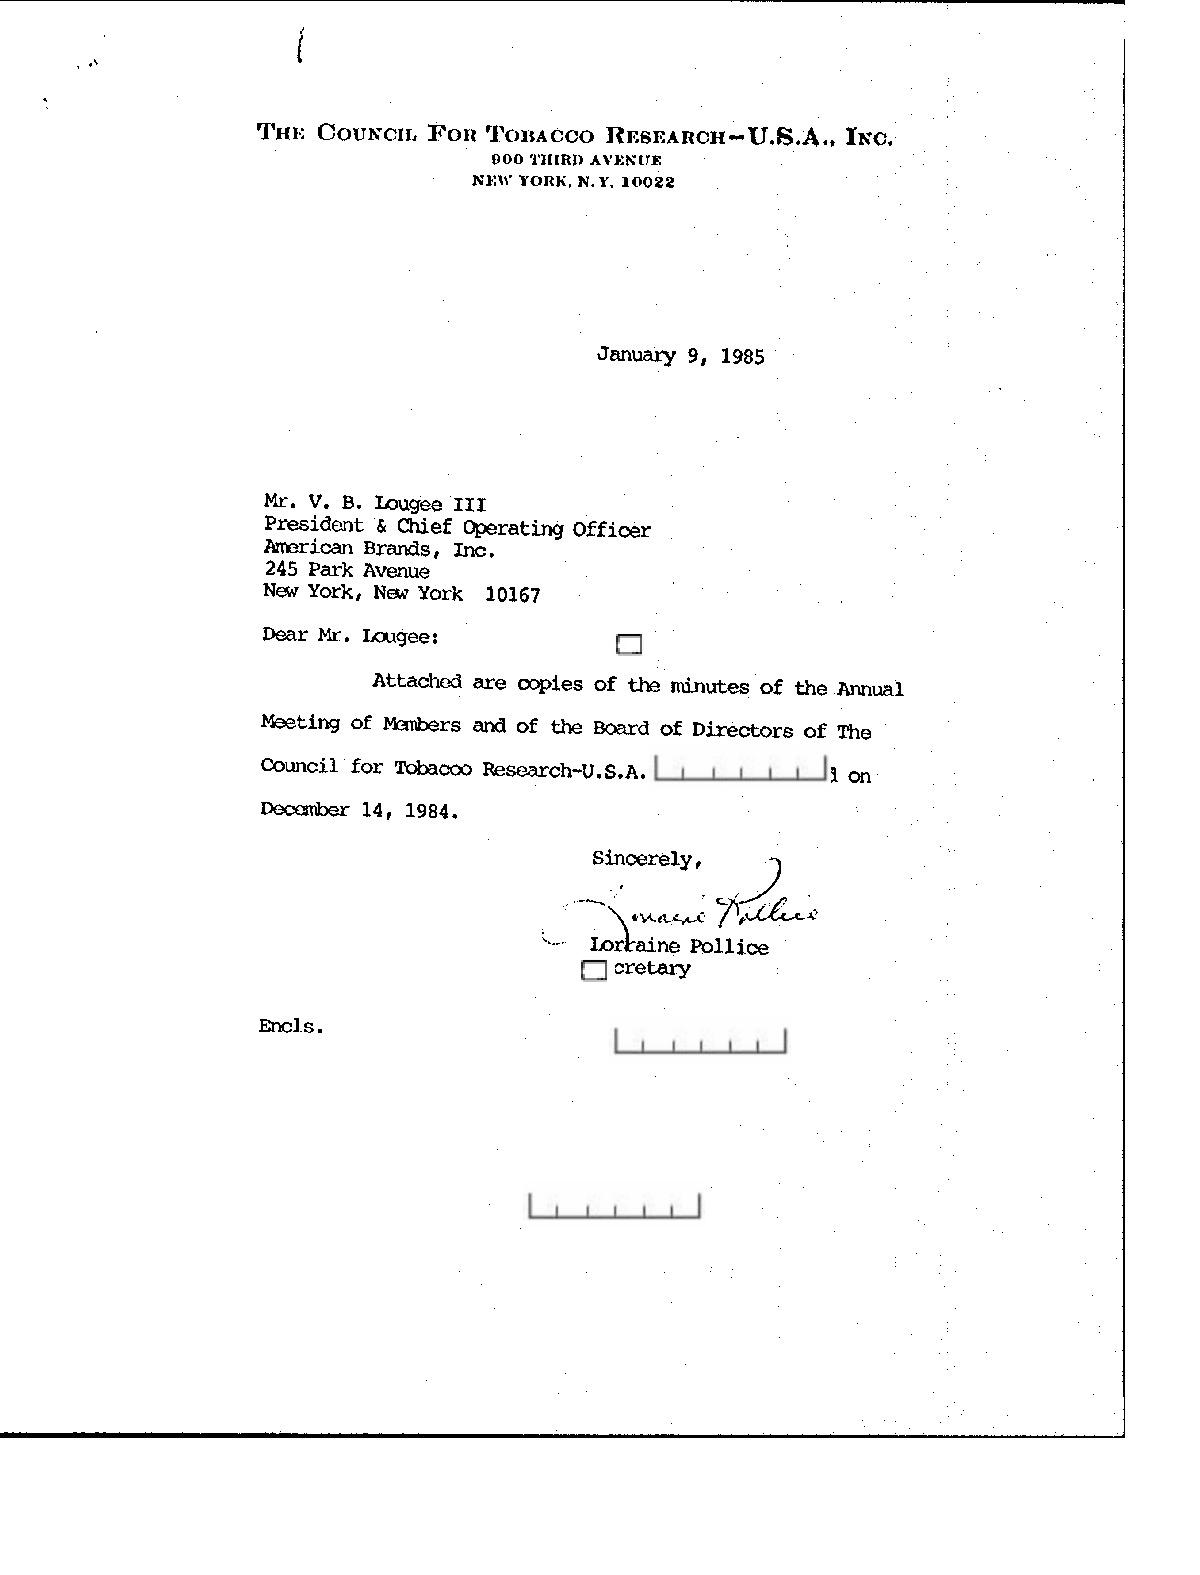 THE COUNCIL FOR TOBACCO RESEARCH—U.S.A., INC.
900 THIRD AVENUE
NEW YORK, N.Y. 10022
January 9, 1985
Mr. V. B. Lougee III
President & Chief Operating Officer
American Brands, Inc.
245 Park Avenue
New York, New York 10167
Dear Mr. Lougee:
Attached are copies of the minutes of the Annual
Meeting of Members and of the Board of Directors of The
Council for Tobacco Research-U.S.A. on
December 14, 1984.
Sincerely,
Lorraine Pollice
Lorraine Pollice
cretary
Encls.